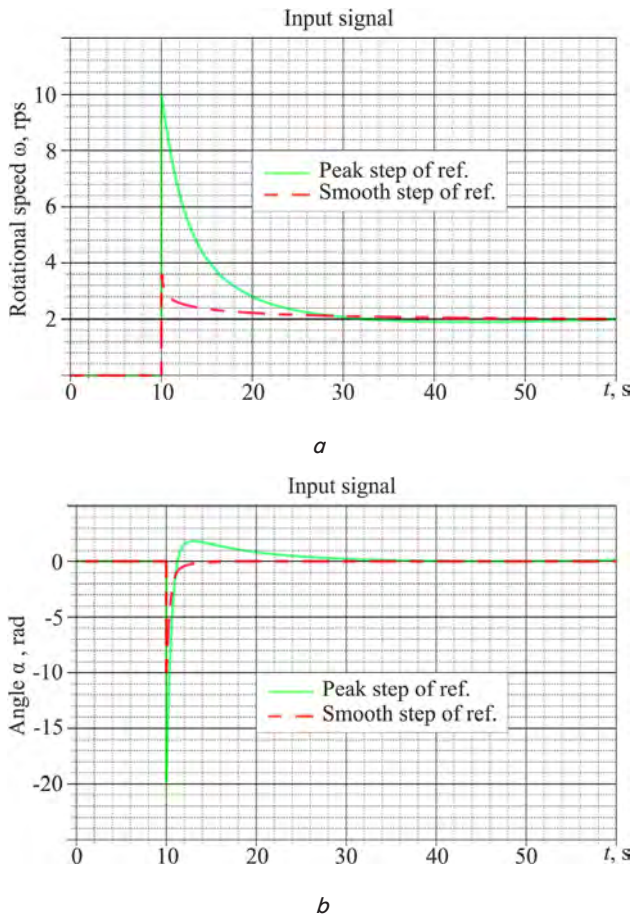 Input signal
Rotational speed ω, rps
10
8
6
4
2
Peak step of ref.
Smooth step of ref.
0 10 20 30 40 50 t, s
a
Input signal
Angle α , rad
0
-5
-10
-15
-20
Peak step of ref.
Smooth step of ref.
0 10 20 30 40 50 t, s
b